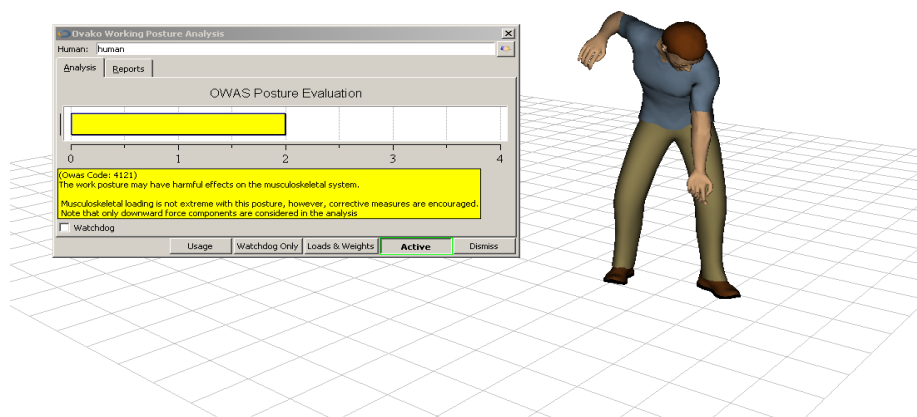 Ovako Working Posture Analysis
Human: human
Analysis Reports
OWAS Posture Evaluation
0 1 2 3 4
(Owas Code: 4121)
The work posture may have harmful effects on the musculoskeletal system.
Musculoskeletal loading is not extreme with this posture, however, corrective measures are encouraged.
Note that only downward force components are considered in the analysis
Watchdog
Usage Watchdog Only Loads & Weights Active Dismiss